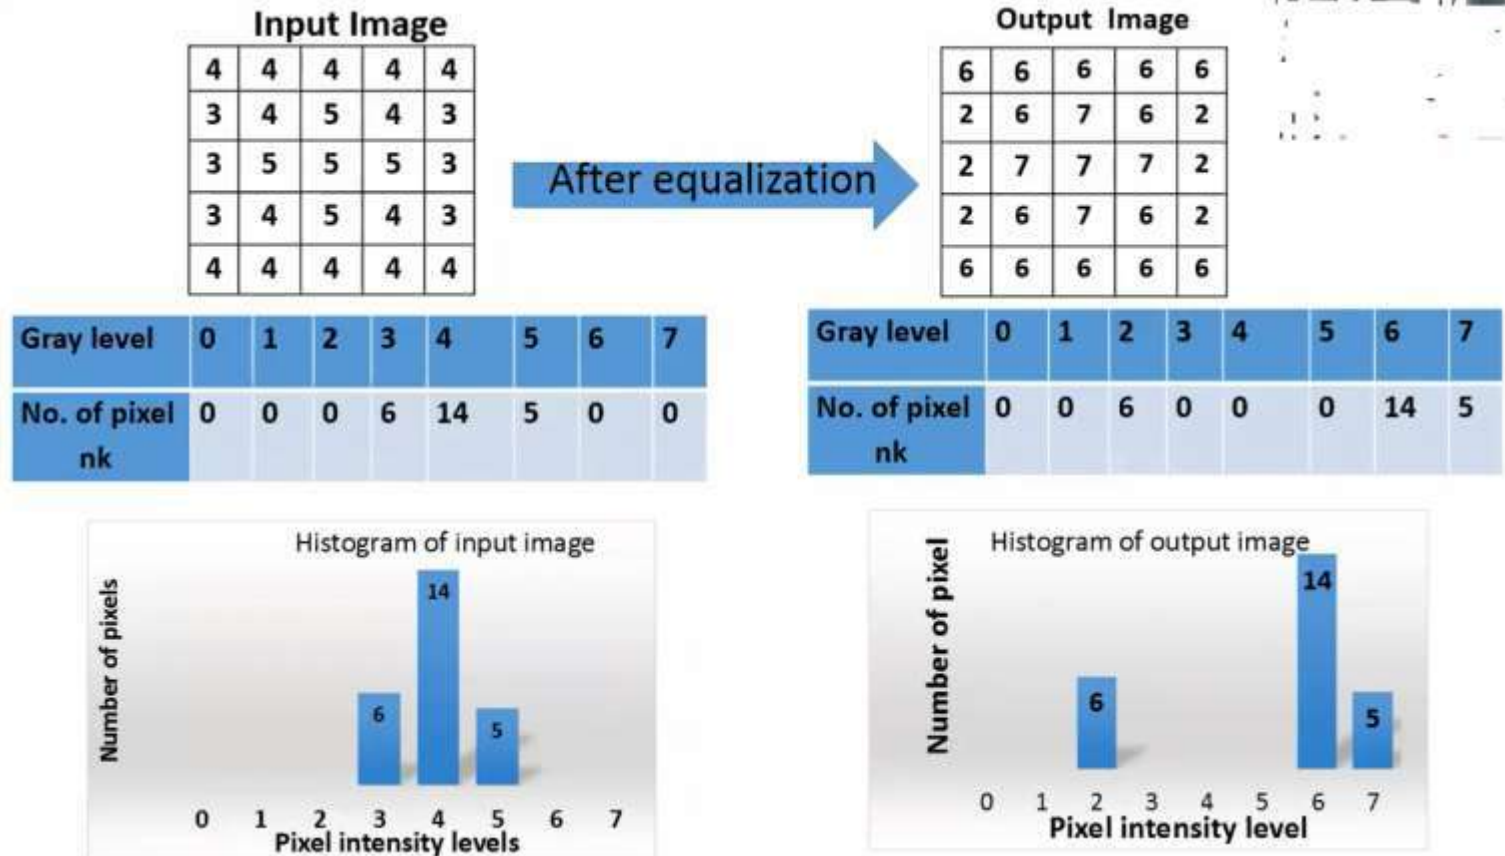 Input Image
4 4 4 4 4
3 4 5 4 3
3 5 5 5 3
3 4 5 4 3
4 4 4 4 4
After equalization
Output Image
6 6 6 6 6
2 6 7 6 2
2 7 7 7 2
2 6 7 6 2
6 6 6 6 6
Gray level 0 1 2 3 4 5 6 7
No. of pixel 0 0 0 6 14 5 0 0
nk
Gray level 0 1 2 3 4 5 6 7
No. of pixel 0 0 6 0 0 0 14 5
nk
Histogram of input image
Number of pixels
14
6
5
0 1 2 3 4 5 6 7
Pixel intensity levels
Histogram of output image
Number of pixel
14
6
5
0 1 2 3 4 5 6 7
Pixel intensity level